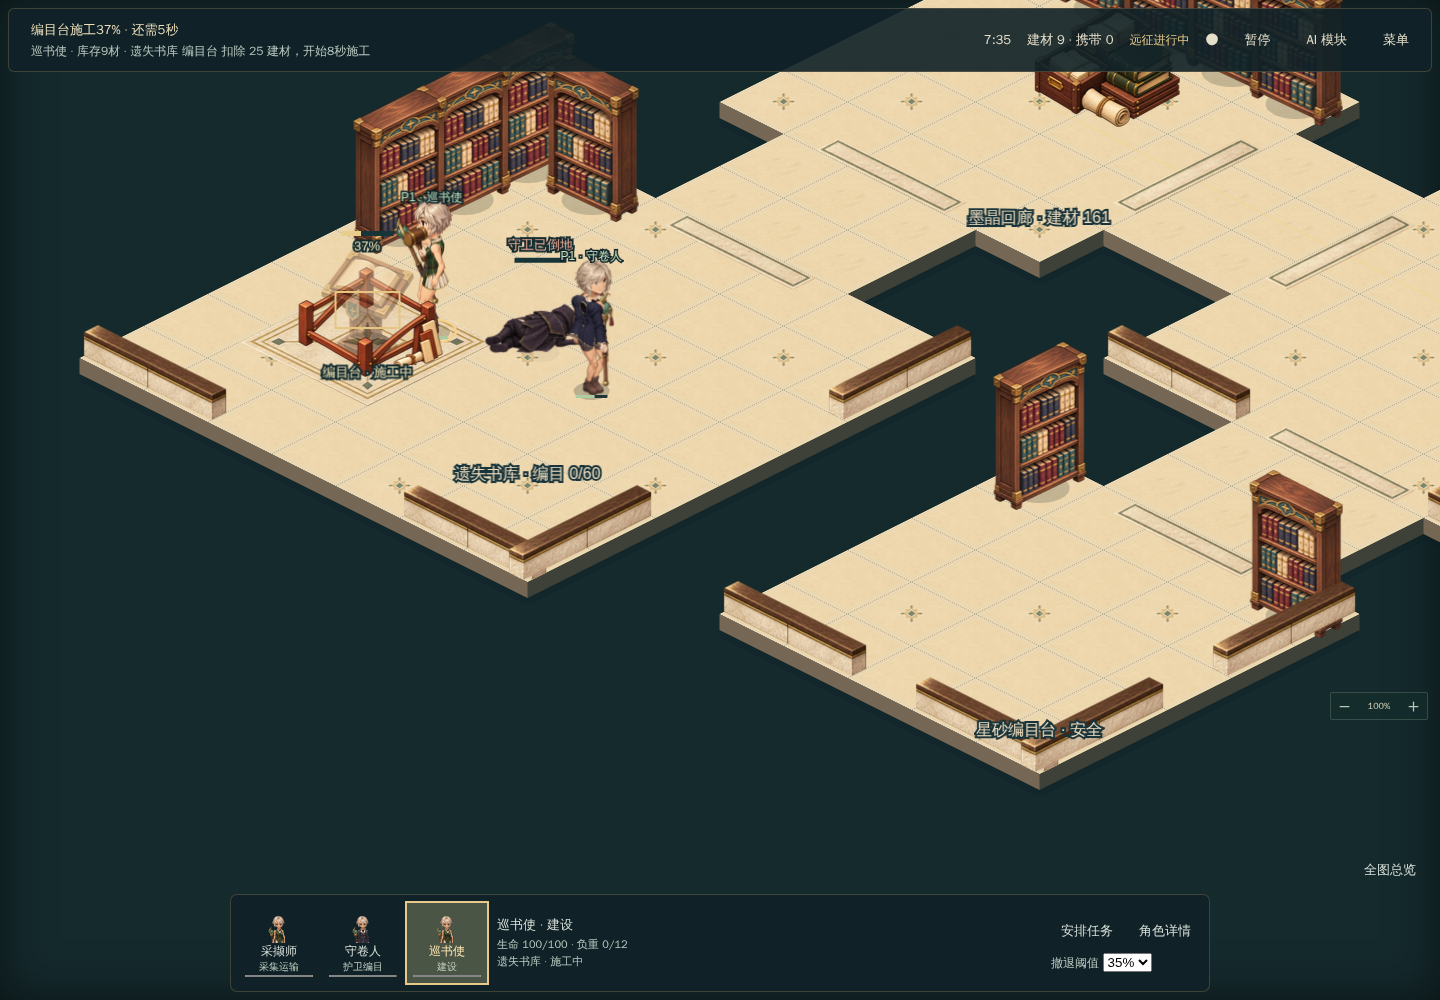 编目台施工37% · 还需5秒
巡书使 · 库存9材 · 遗失书库 编目台 扣除 25 建材，开始8秒施工
7:35 建材 9 · 携带 0 远征进行中 暂停 AI 模块 菜单
P1 · 巡书使
37%
守卫已倒地
P1 · 守卷人
编目台 · 施工中
墨晶回廊 · 建材 161
遗失书库 · 编目 0/60
星砂编目台 · 安全
− 100% +
全图总览
采撷师
采集运输
守卷人
护卫编目
巡书使
建设
巡书使 · 建设
生命 100/100 · 负重 0/12
遗失书库 · 施工中
安排任务 角色详情
撤退阈值 35%